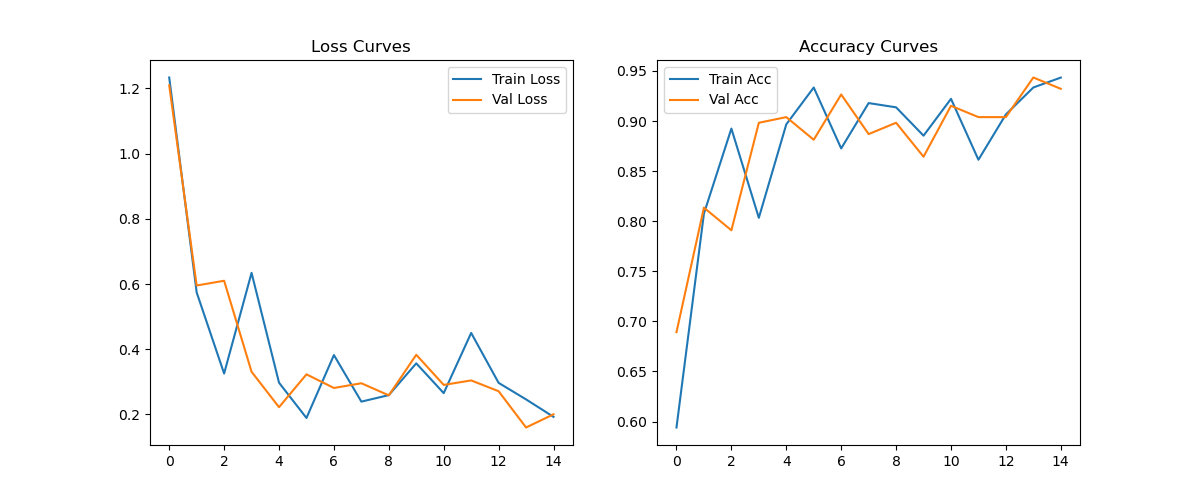 Loss Curves
Train Loss
Val Loss
1.2
1.0
0.8
0.6
0.4
0.2
0 2 4 6 8 10 12 14
Accuracy Curves
Train Acc
Val Acc
0.95
0.90
0.85
0.80
0.75
0.70
0.65
0.60
0 2 4 6 8 10 12 14